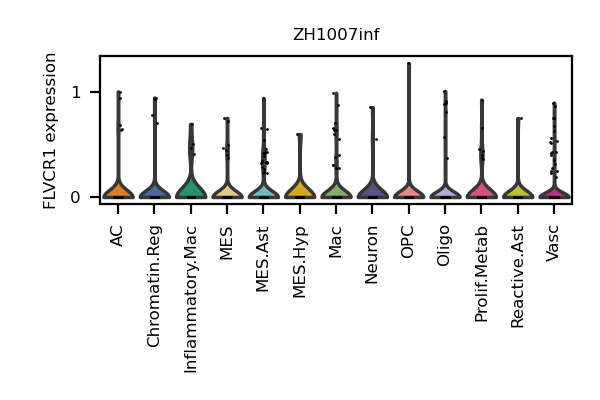 ZH1007inf
FLVCR1 expression
1
0
AC
Chromatin.Reg
Inflammatory.Mac
MES
MES.Ast
MES.Hyp
Mac
Neuron
OPC
Oligo
Prolif.Metab
Reactive.Ast
Vasc